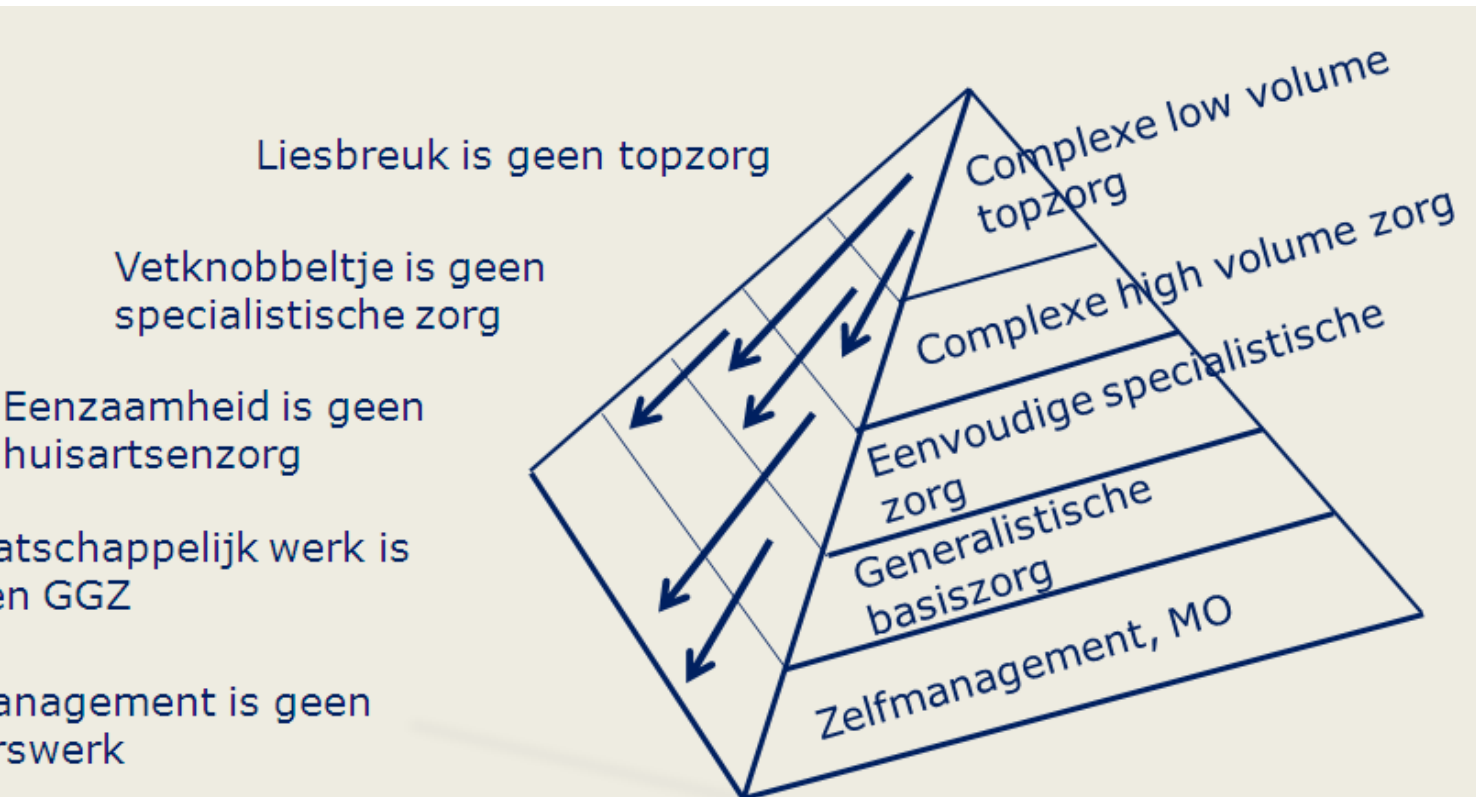 Liesbreuk is geen topzorg
Vetknobbeltje is geen
specialistische zorg
Eenzaamheid is geen
huisartsenzorg
atschappelijk werk is
en GGZ
anagement is geen
rswerk
Complexe low volume
topzorg
Complexe high volume zorg
Eenvoudige specialistische
zorg
Generalistische
basiszorg
Zelfmanagement, MO